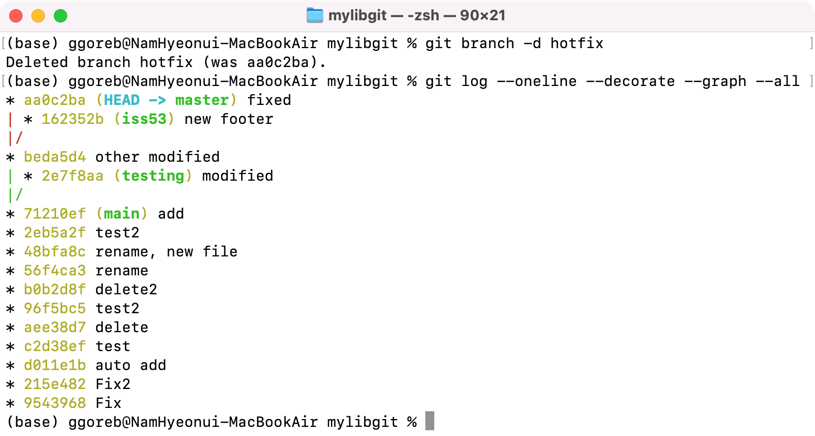 mylibgit — -zsh — 90×21
(base) ggoreb@NamHyeonui-MacBookAir mylibgit % git branch -d hotfix
Deleted branch hotfix (was aa0c2ba).
(base) ggoreb@NamHyeonui-MacBookAir mylibgit % git log --oneline --decorate --graph --all
* aa0c2ba (HEAD -> master) fixed
| * 162352b (iss53) new footer
|/
* beda5d4 other modified
| * 2e7f8aa (testing) modified
|/
* 71210ef (main) add
* 2eb5a2f test2
* 48bfa8c rename, new file
* 56f4ca3 rename
* b0b2d8f delete2
* 96f5bc5 test2
* aee38d7 delete
* c2d38ef test
* d011e1b auto add
* 215e482 Fix2
* 9543968 Fix
(base) ggoreb@NamHyeonui-MacBookAir mylibgit %